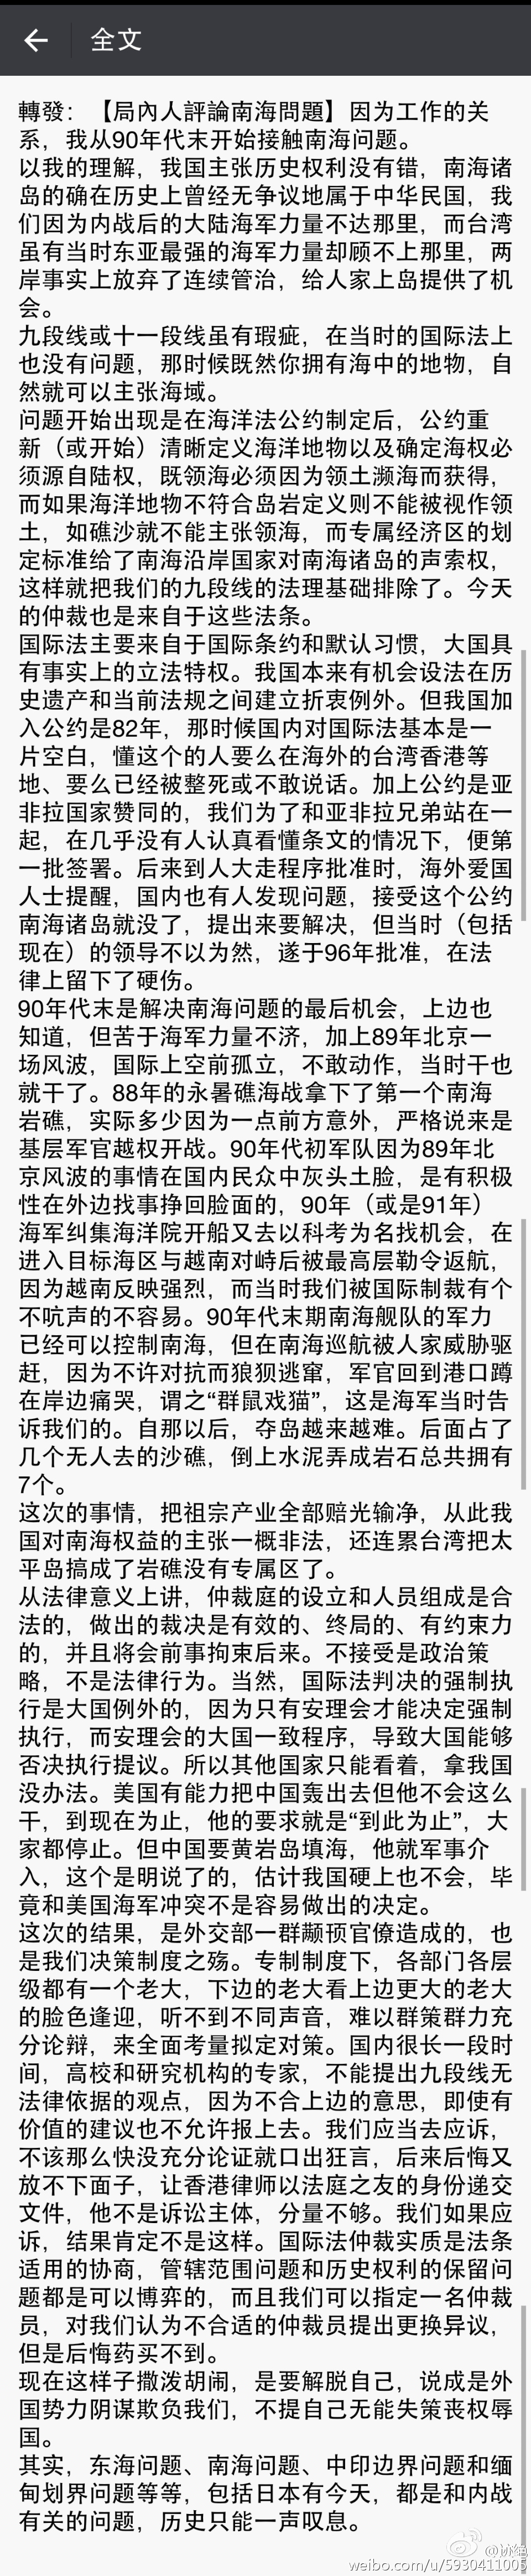 全文
轉發：【局內人評論南海問題】因为工作的关
系，我从90年代末开始接触南海问题。
以我的理解，我国主张历史权利没有错，南海诸
岛的确在历史上曾经无争议地属于中华民国，我
们因为内战后的大陆海军力量不达那里，而台湾
虽有当时东亚最强的海军力量却顾不上那里，两
岸事实上放弃了连续管治，给人家上岛提供了机
会。
九段线或十一段线虽有瑕疵，在当时的国际法上
也没有问题，那时候既然你拥有海中的地物，自
然就可以主张海域。
问题开始出现是在海洋法公约制定后，公约重
新（或开始）清晰定义海洋地物以及确定海权必
须源自陆权，既领海必须因为领土濒海而获得，
而如果海洋地物不符合岛岩定义则不能被视作领
土，如礁沙就不能主张领海，而专属经济区的划
定标准给了南海沿岸国家对南海诸岛的声索权，
这样就把我们的九段线的法理基础排除了。今天
的仲裁也是来自于这些法条。
国际法主要来自于国际条约和默认习惯，大国具
有事实上的立法特权。我国本来有机会设法在历
史遗产和当前法规之间建立折衷例外。但我国加
入公约是82年，那时候国内对国际法基本是一
片空白，懂这个的人要么在海外的台湾香港等
地、要么已经被整死或不敢说话。加上公约是亚
非拉国家赞同的，我们为了和亚非拉兄弟站在一
起，在几乎没有人认真看懂条文的情况下，便第
一批签署。后来到人大走程序批准时，海外爱国
人士提醒，国内也有人发现问题，接受这个公约
南海诸岛就没了，提出来要解决，但当时（包括
现在）的领导不以为然，遂于96年批准，在法
律上留下了硬伤。
90年代末是解决南海问题的最后机会，上边也
知道，但苦于海军力量不济，加上89年北京一
场风波，国际上空前孤立，不敢动作，当时干也
就干了。88年的永暑礁海战拿下了第一个南海
岩礁，实际多少因为一点前方意外，严格说来是
基层军官越权开战。90年代初军队因为89年北
京风波的事情在国内民众中灰头土脸，是有积极
性在外边找事挣回脸面的，90年（或是91年）
海军纠集海洋院开船又去以科考为名找机会，在
进入目标海区与越南对峙后被最高层勒令返航，
因为越南反映强烈，而当时我们被国际制裁有个
不吭声的不容易。90年代末期南海舰队的军力
已经可以控制南海，但在南海巡航被人家威胁驱
赶，因为不许对抗而狼狈逃窜，军官回到港口蹲
在岸边痛哭，谓之“群鼠戏猫”，这是海军当时告
诉我们的。自那以后，夺岛越来越难。后面占了
几个无人去的沙礁，倒上水泥弄成岩石总共拥有
7个。
这次的事情，把祖宗产业全部赔光输净，从此我
国对南海权益的主张一概非法，还连累台湾把太
平岛搞成了岩礁没有专属区了。
从法律意义上讲，仲裁庭的设立和人员组成是合
法的，做出的裁决是有效的、终局的、有约束力
的，并且将会前事拘束后来。不接受是政治策
略，不是法律行为。当然，国际法判决的强制执
行是大国例外的，因为只有安理会才能决定强制
执行，而安理会的大国一致程序，导致大国能够
否决执行提议。所以其他国家只能看着，拿我国
没办法。美国有能力把中国轰出去但他不会这么
干，到现在为止，他的要求就是“到此为止”，大
家都停止。但中国要黄岩岛填海，他就军事介
入，这个是明说了的，估计我国硬上也不会，毕
竟和美国海军冲突不是容易做出的决定。
这次的结果，是外交部一群颟顸官僚造成的，也
是我们决策制度之殇。专制制度下，各部门各层
级都有一个老大，下边的老大看上边更大的老大
的脸色逢迎，听不到不同声音，难以群策群力充
分论辩，来全面考量拟定对策。国内很长一段时
间，高校和研究机构的专家，不能提出九段线无
法律依据的观点，因为不合上边的意思，即使有
价值的建议也不允许报上去。我们应当去应诉，
不该那么快没充分论证就口出狂言，后来后悔又
放不下面子，让香港律师以法庭之友的身份递交
文件，他不是诉讼主体，分量不够。我们如果应
诉，结果肯定不是这样。国际法仲裁实质是法条
适用的协商，管辖范围问题和历史权利的保留问
题都是可以博弈的，而且我们可以指定一名仲裁
员，对我们认为不合适的仲裁员提出更换异议，
但是后悔药买不到。
现在这样子撒泼胡闹，是要解脱自己，说成是外
国势力阴谋欺负我们，不提自己无能失策丧权辱
国。
其实，东海问题、南海问题、中印边界问题和缅
甸划界问题等等，包括日本有今天，都是和内战
有关的问题，历史只能一声叹息。
weibo.com/u/5930411005